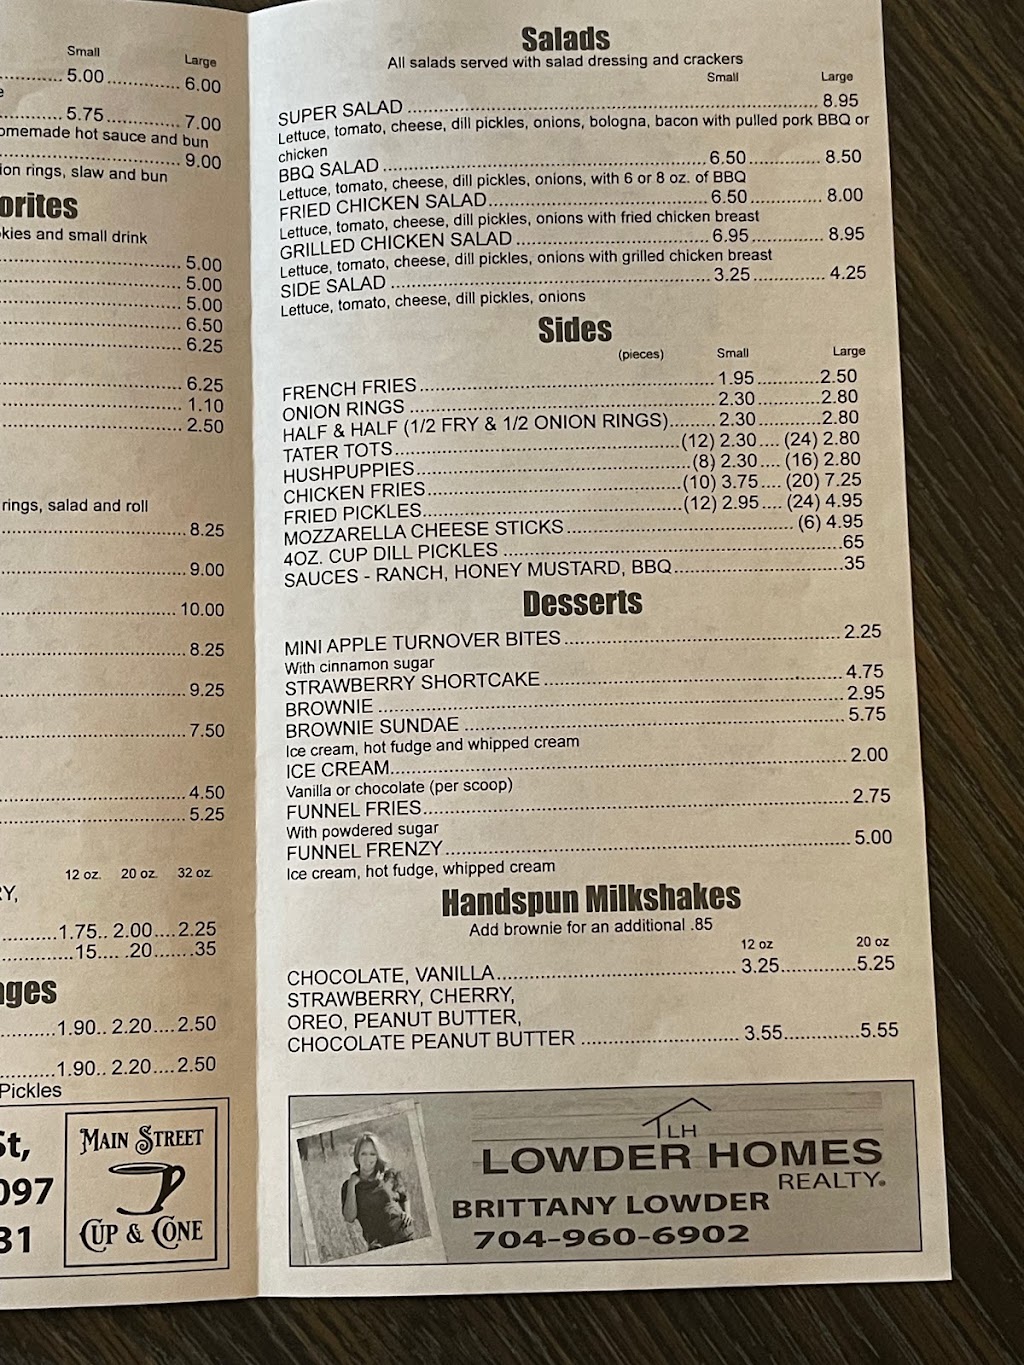 Small Large
5.00 6.00
e
5.75 7.00
omemade hot sauce and bun
9.00
ion rings, slaw and bun
orites
kies and small drink
5.00
5.00
5.00
6.50
6.25
6.25
1.10
2.50
rings, salad and roll
8.25
9.00
10.00
8.25
9.25
7.50
4.50
5.25
12 oz. 20 oz. 32 oz.
RY,
1.75.. 2.00....2.25
.15.... .20.......35
ages
1.90.. 2.20....2.50
1.90.. 2.20....2.50
Pickles
St,
097
31
MAIN STREET
CUP & CONE
Salads
All salads served with salad dressing and crackers
Small Large
SUPER SALAD 8.95
Lettuce, tomato, cheese, dill pickles, onions, bologna, bacon with pulled pork BBQ or
chicken
BBQ SALAD 6.50 8.50
Lettuce, tomato, cheese, dill pickles, onions, with 6 or 8 oz. of BBQ
FRIED CHICKEN SALAD 6.50 8.00
Lettuce, tomato, cheese, dill pickles, onions with fried chicken breast
GRILLED CHICKEN SALAD 6.95 8.95
Lettuce, tomato, cheese, dill pickles, onions with grilled chicken breast
SIDE SALAD 3.25 4.25
Lettuce, tomato, cheese, dill pickles, onions
Sides
(pieces) Small Large
FRENCH FRIES 1.95 2.50
ONION RINGS 2.30 2.80
HALF & HALF (1/2 FRY & 1/2 ONION RINGS) 2.30 2.80
TATER TOTS (12) 2.30 .... (24) 2.80
HUSHPUPPIES (8) 2.30 .... (16) 2.80
CHICKEN FRIES (10) 3.75 .... (20) 7.25
FRIED PICKLES (12) 2.95 .... (24) 4.95
MOZZARELLA CHEESE STICKS (6) 4.95
4OZ. CUP DILL PICKLES .65
SAUCES - RANCH, HONEY MUSTARD, BBQ .35
Desserts
MINI APPLE TURNOVER BITES 2.25
With cinnamon sugar
STRAWBERRY SHORTCAKE 4.75
BROWNIE 2.95
BROWNIE SUNDAE 5.75
Ice cream, hot fudge and whipped cream
ICE CREAM 2.00
Vanilla or chocolate (per scoop)
FUNNEL FRIES 2.75
With powdered sugar
FUNNEL FRENZY 5.00
Ice cream, hot fudge, whipped cream
Handspun Milkshakes
Add brownie for an additional .85
12 oz 20 oz
CHOCOLATE, VANILLA 3.25 5.25
STRAWBERRY, CHERRY,
OREO, PEANUT BUTTER,
CHOCOLATE PEANUT BUTTER 3.55 5.55
LH
LOWDER HOMES
REALTY
BRITTANY LOWDER
704-960-6902